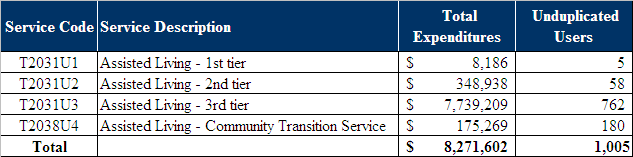 Service Code Service Description Total Expenditures Unduplicated Users
T2031U1 Assisted Living - 1st tier $ 8,186 5
T2031U2 Assisted Living - 2nd tier $ 348,938 58
T2031U3 Assisted Living - 3rd tier $ 7,739,209 762
T2038U4 Assisted Living - Community Transition Service $ 175,269 180
Total $ 8,271,602 1,005